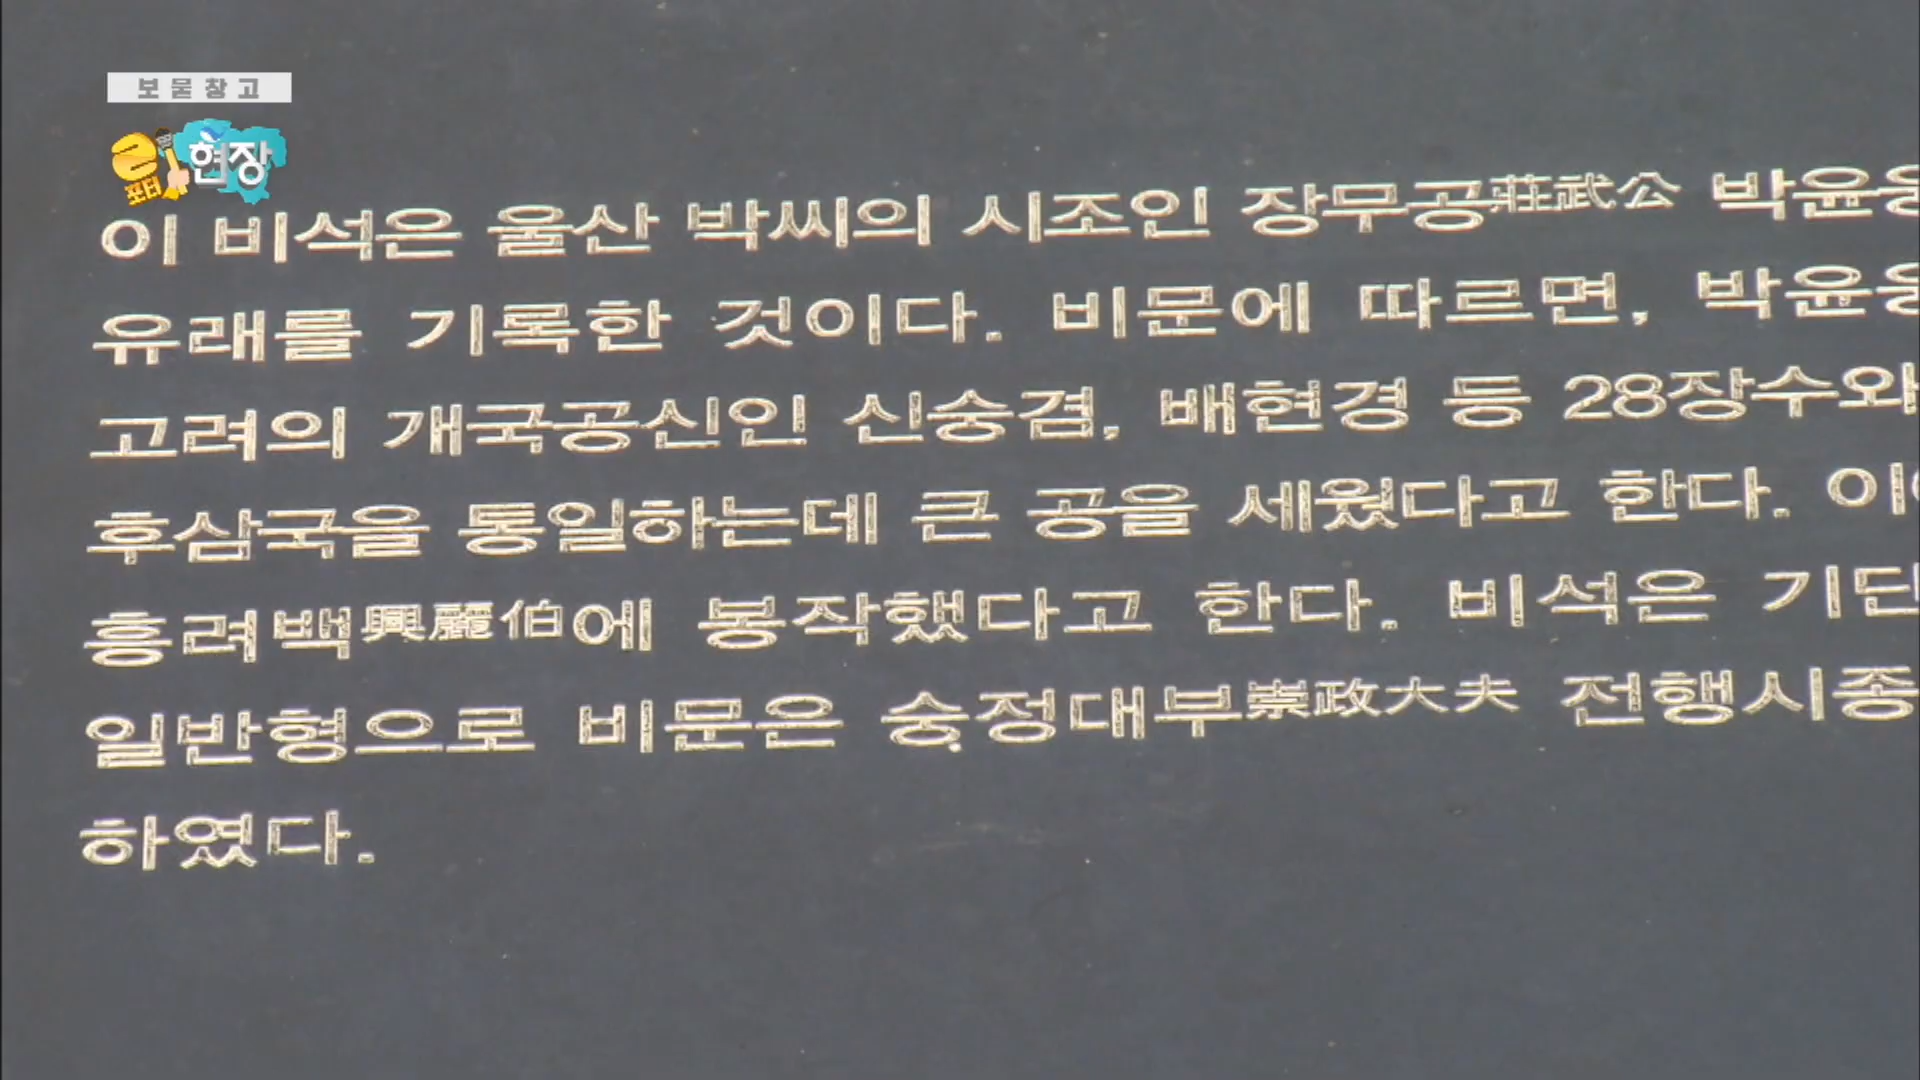 보물창고
리포터 현장
이 비석은 울산 박씨의 시조인 장무공莊武公 박윤웅
유래를 기록한 것이다. 비문에 따르면, 박윤웅
고려의 개국공신인 신숭겸, 배현경 등 28장수와
후삼국을 통일하는데 큰 공을 세웠다고 한다.
흥려백興麗伯에 봉작했다고 한다. 비석은 기단
일반형으로 비문은 숭정대부崇政大夫 전행시종
하였다.